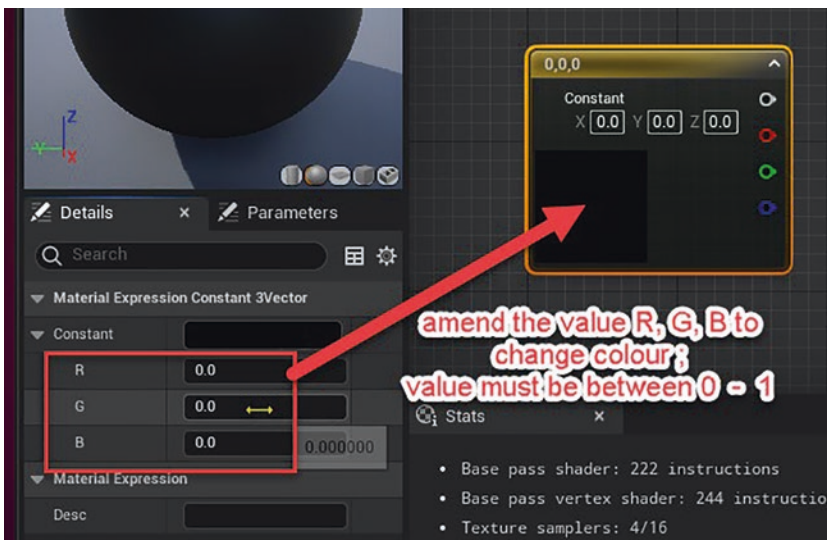 Z
Y
X
Details × Parameters
Search
Material Expression Constant 3Vector
Constant
R 0.0
G 0.0
B 0.0
0.000000
Material Expression
Desc
0,0,0
Constant
X 0.0 Y 0.0 Z 0.0
amend the value R, G, B to
change colour ;
value must be between 0 - 1
Stats ×
• Base pass shader: 222 instructions
• Base pass vertex shader: 244 instructio
• Texture samplers: 4/16